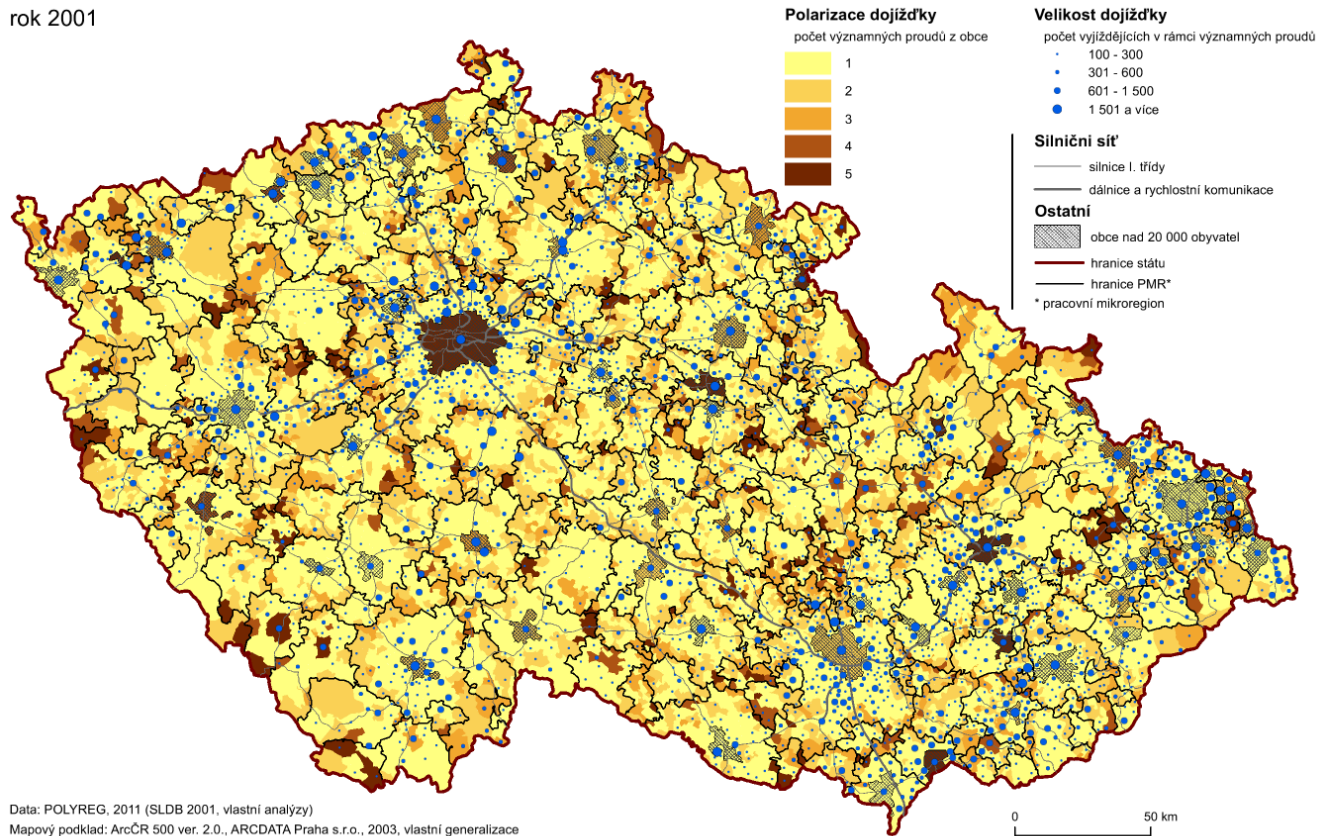 rok 2001
Polarizace dojížďky
počet významných proudů z obce
1
2
3
4
5
Velikost dojížďky
počet vyjíždějících v rámci významných proudů
100 - 300
301 - 600
601 - 1 500
1 501 a více
Silniční síť
silnice I. třídy
dálnice a rychlostní komunikace
Ostatní
obce nad 20 000 obyvatel
hranice státu
hranice PMR*
* pracovní mikroregion
Data: POLYREG, 2011 (SLDB 2001, vlastní analýzy)
Mapový podklad: ArcČR 500 ver. 2.0., ARCDATA Praha s.r.o., 2003, vlastní generalizace
0 50 km